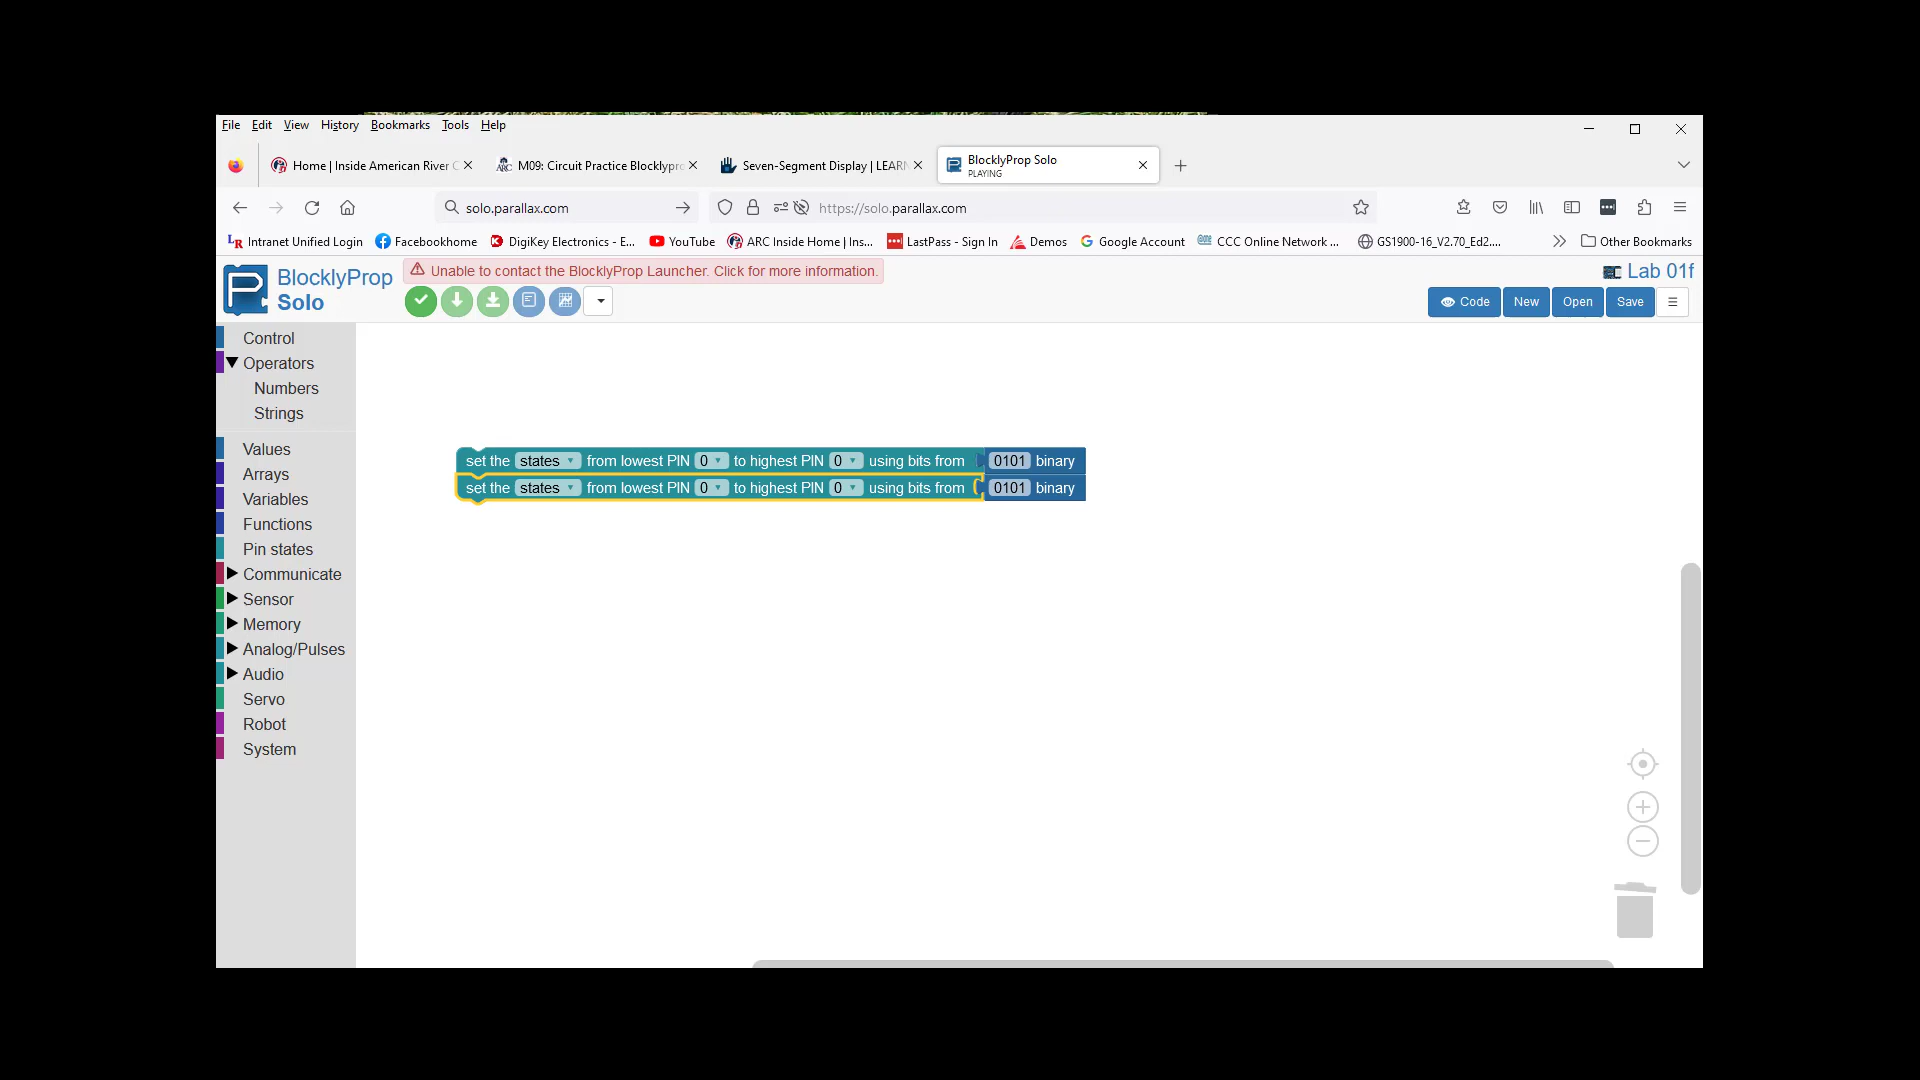 File Edit View History Bookmarks Tools Help
Home | Inside American River C
M09: Circuit Practice Blocklypro
Seven-Segment Display | LEARN
BlocklyProp Solo
PLAYING
solo.parallax.com
https://solo.parallax.com
Intranet Unified Login Facebookhome DigiKey Electronics - E... YouTube ARC Inside Home | Ins... LastPass - Sign In Demos Google Account CCC Online Network ... GS1900-16_V2.70_Ed2.... Other Bookmarks
BlocklyProp
Solo
Unable to contact the BlocklyProp Launcher. Click for more information.
Lab 01f
Code New Open Save
Control
Operators
Numbers
Strings
Values
Arrays
Variables
Functions
Pin states
Communicate
Sensor
Memory
Analog/Pulses
Audio
Servo
Robot
System
set the states from lowest PIN 0 to highest PIN 0 using bits from 0101 binary
set the states from lowest PIN 0 to highest PIN 0 using bits from 0101 binary